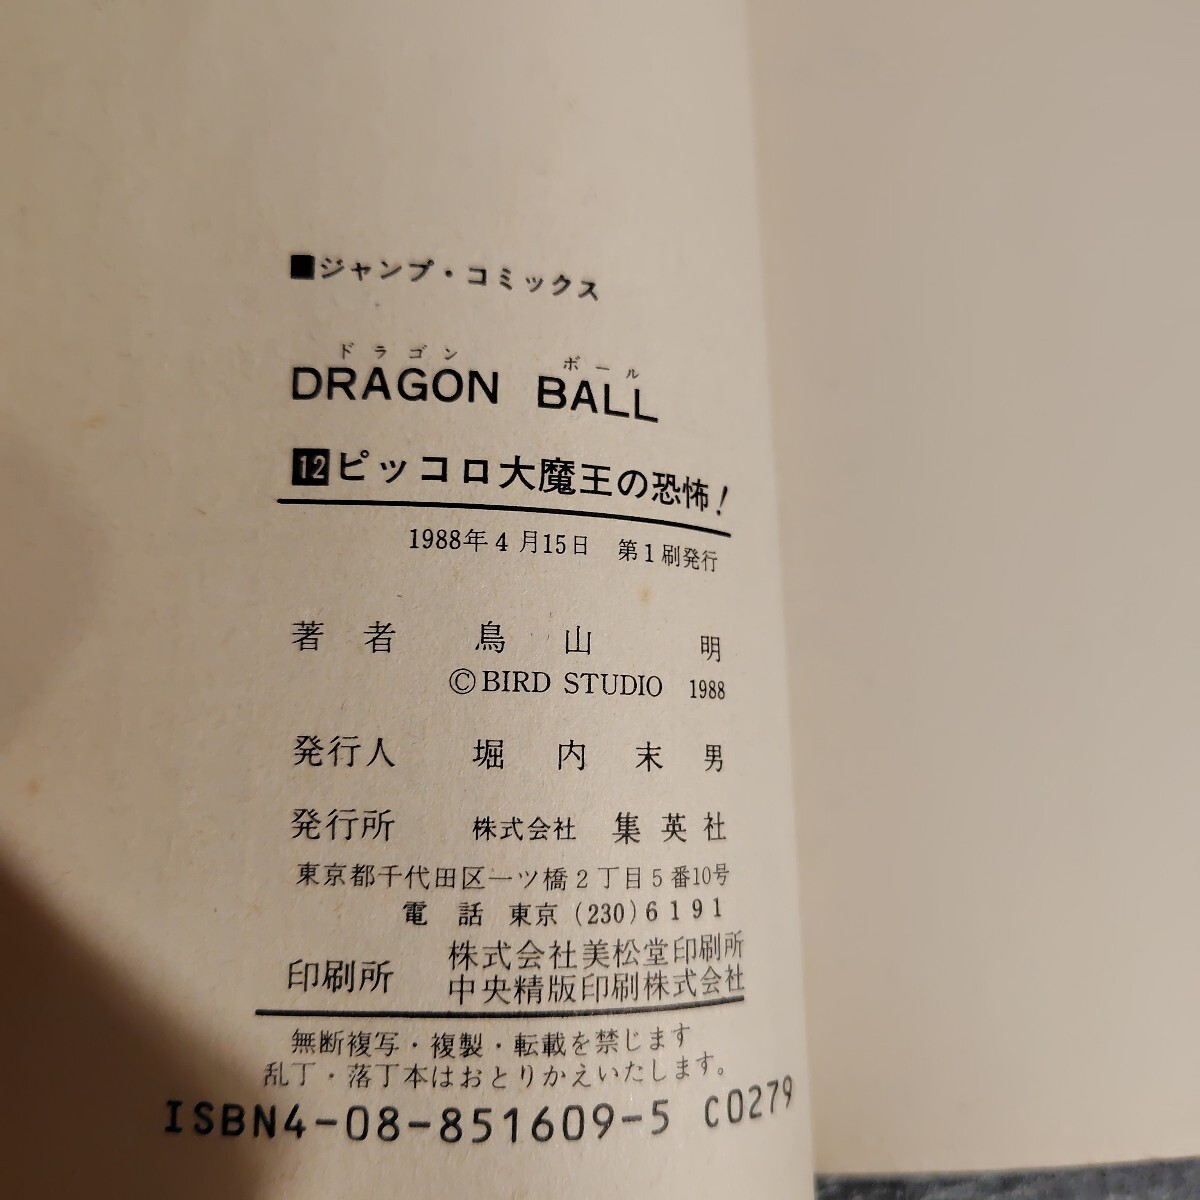 ■ジャンプ・コミックス
ドラゴン ボール
DRAGON BALL
12 ピッコロ大魔王の恐怖!
1988年4月15日 第1刷発行
著者 鳥山 明
©BIRD STUDIO 1988
発行人 堀内末男
発行所 株式会社 集英社
東京都千代田区一ツ橋2丁目5番10号
電話 東京(230)6191
印刷所 株式会社美松堂印刷所
中央精版印刷株式会社
無断複写・複製・転載を禁じます
乱丁・落丁本はおとりかえいたします。
ISBN4-08-851609-5 C0279